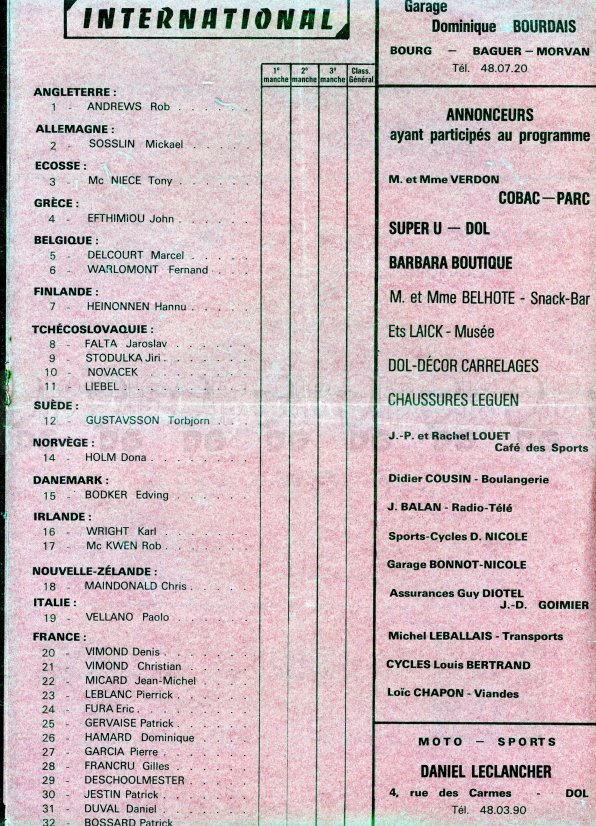 INTERNATIONAL
1e manche 2e manche 3e manche Class. Général
ANGLETERRE :
1 - ANDREWS Rob
ALLEMAGNE :
2 - SOSSLIN Mickael
ECOSSE :
3 - Mc NIECE Tony
GRÈCE :
4 - EFTHIMIOU John
BELGIQUE :
5 - DELCOURT Marcel
6 - WARLOMONT Fernand
FINLANDE :
7 - HEINONNEN Hannu
TCHÉCOSLOVAQUIE :
8 - FALTA Jaroslav
9 - STODULKA Jiri
10 - NOVACEK
11 - LIEBEL
SUÈDE :
12 - GUSTAVSSON Torbjorn
NORVÈGE :
14 - HOLM Dona
DANEMARK :
15 - BODKER Edving
IRLANDE :
16 - WRIGHT Karl
17 - Mc KWEN Rob
NOUVELLE-ZÉLANDE :
18 - MAINDONALD Chris
ITALIE :
19 - VELLANO Paolo
FRANCE :
20 - VIMOND Denis
21 - VIMOND Christian
22 - MICARD Jean-Michel
23 - LEBLANC Pierrick
24 - FURA Eric
25 - GERVAISE Patrick
26 - HAMARD Dominique
27 - GARCIA Pierre
28 - FRANCRU Gilles
29 - DESCHOOLMESTER
30 - JESTIN Patrick
31 - DUVAL Daniel
32 - BOSSARD Patrick
Garage
Dominique BOURDAIS
BOURG — BAGUER-MORVAN
Tél. 48.07.20
ANNONCEURS
ayant participés au programme
M. et Mme VERDON
COBAC — PARC
SUPER U — DOL
BARBARA BOUTIQUE
M. et Mme BELHOTE - Snack-Bar
Ets LAICK - Musée
DOL-DÉCOR CARRELAGES
CHAUSSURES LEGUEN
J.-P. et Rachel LOUET
Café des Sports
Didier COUSIN - Boulangerie
J. BALAN - Radio-Télé
Sports-Cycles D. NICOLE
Garage BONNOT-NICOLE
Assurances Guy DIOTEL
J.-D. GOIMIER
Michel LEBALLAIS - Transports
CYCLES Louis BERTRAND
Loïc CHAPON - Viandes
MOTO — SPORTS
DANIEL LECLANCHER
4, rue des Carmes - DOL
Tél. 48.03.90